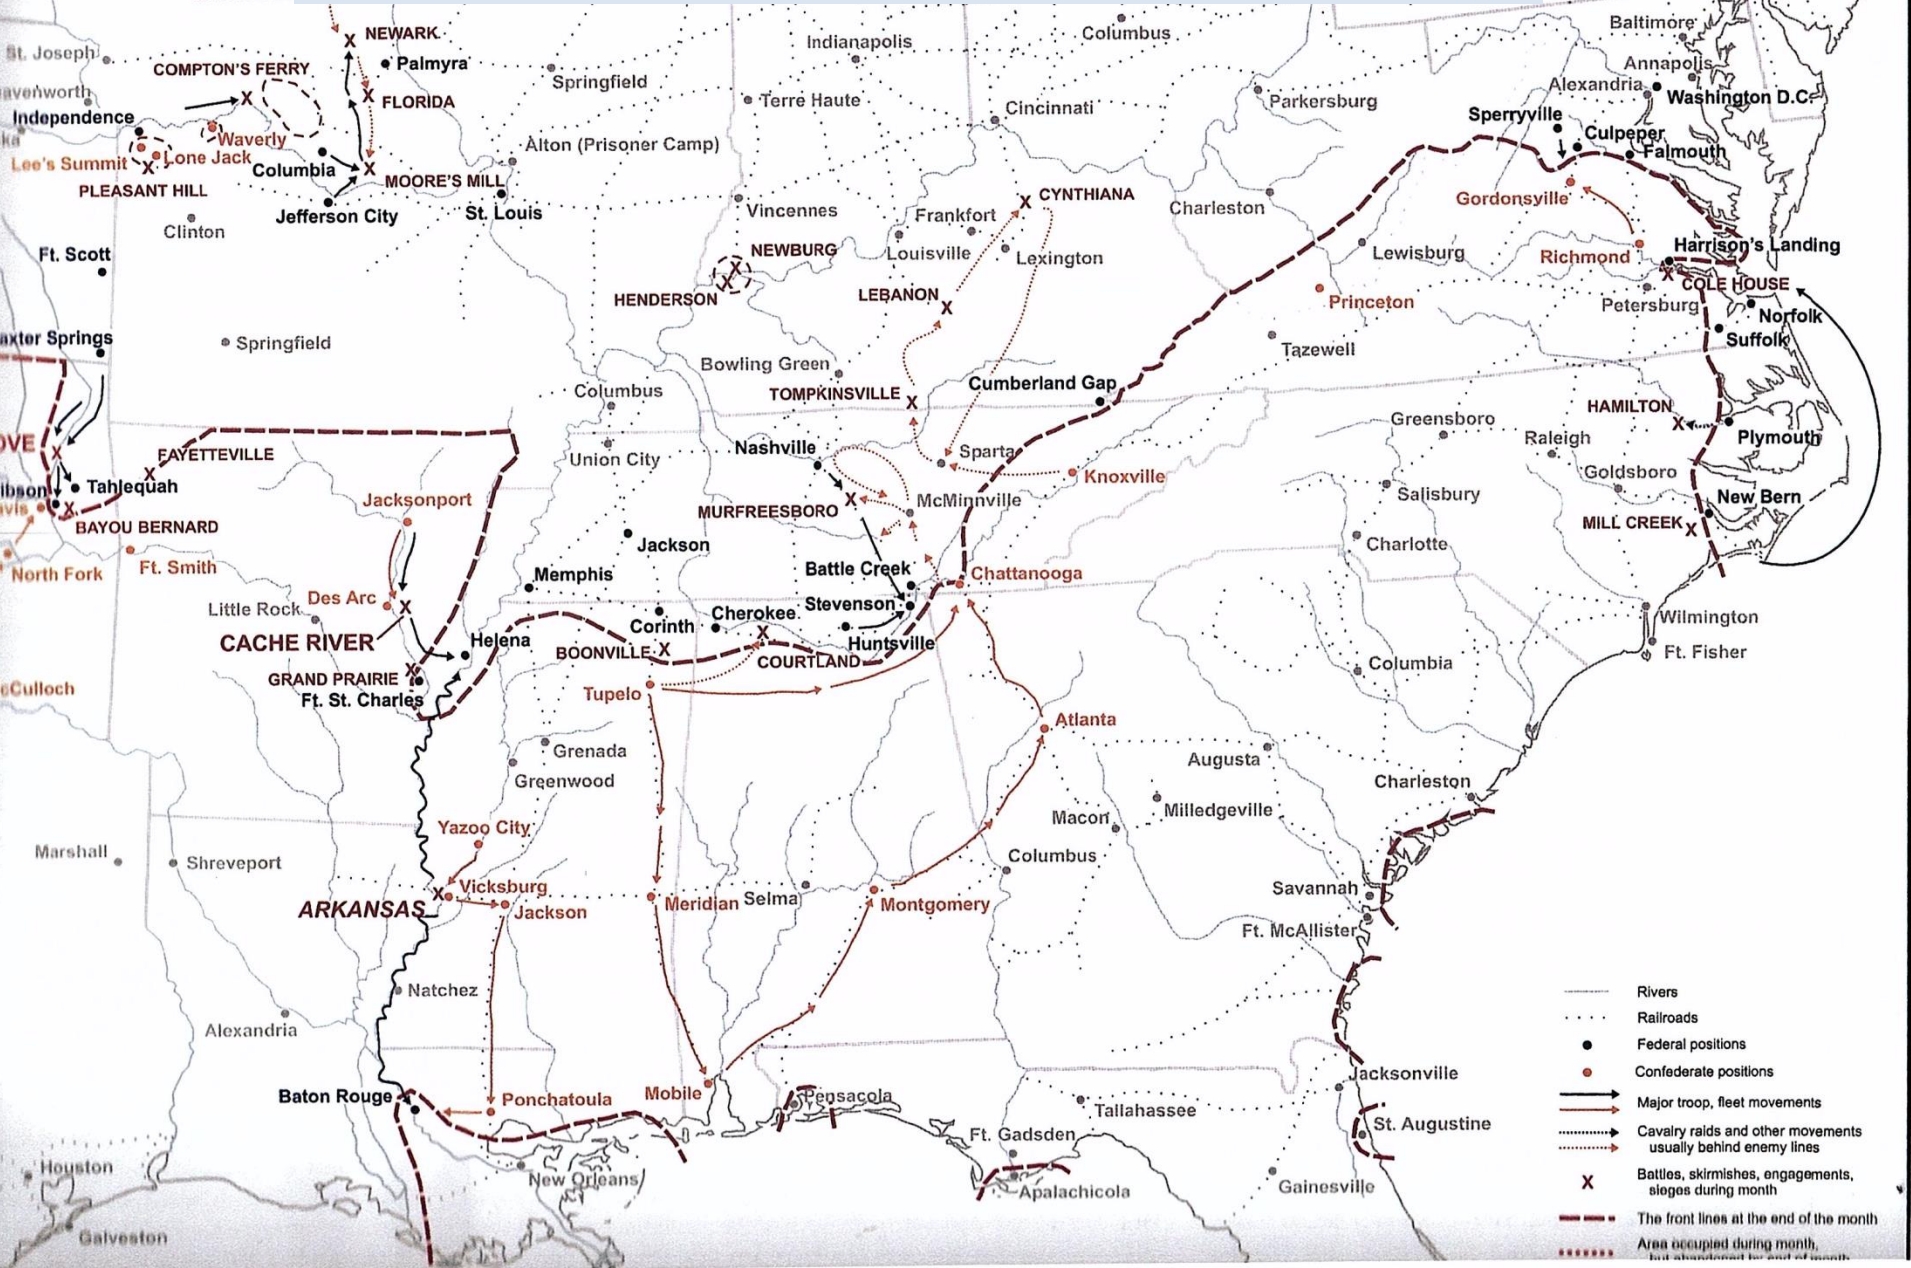 NEWARK
Baltimore
St. Joseph
Palmyra
Indianapolis
Columbus
COMPTON'S FERRY
Springfield
Annapolis
avenworth
FLORIDA
Terre Haute
Cincinnati
Parkersburg
Alexandria
Washington D.C.
Independence
Sperryville
ka
Waverly
Alton (Prisoner Camp)
Culpeper
Lee's Summit
Lone Jack
Columbia
Falmouth
PLEASANT HILL
MOORE'S MILL
CYNTHIANA
Gordonsville
Jefferson City
St. Louis
Vincennes
Frankfort
Charleston
Clinton
Ft. Scott
NEWBURG
Louisville
Lexington
Lewisburg
Richmond
Harrison's Landing
HENDERSON
LEBANON
Princeton
COLE HOUSE
Petersburg
Norfolk
axter Springs
Springfield
Suffolk
Tazewell
Bowling Green
Columbus
TOMPKINSVILLE
Cumberland Gap
HAMILTON
Greensboro
OVE
FAYETTEVILLE
Union City
Nashville
Sparta
Raleigh
Plymouth
Knoxville
Goldsboro
ibson
Tahlequah
Jacksonport
McMinnville
Salisbury
New Bern
avis
BAYOU BERNARD
MURFREESBORO
MILL CREEK
Jackson
Charlotte
North Fork
Ft. Smith
Memphis
Battle Creek
Chattanooga
Des Arc
Little Rock
Cherokee
Stevenson
CACHE RIVER
Helena
Corinth
Huntsville
Wilmington
BOONVILLE
COURTLAND
Ft. Fisher
GRAND PRAIRIE
Columbia
cCulloch
Ft. St. Charles
Tupelo
Atlanta
Grenada
Augusta
Greenwood
Charleston
Milledgeville
Macon
Yazoo City
Marshall
Shreveport
Columbus
Vicksburg
Savannah
ARKANSAS
Jackson
Meridian
Selma
Montgomery
Ft. McAllister
Natchez
Rivers
Alexandria
Railroads
Federal positions
Jacksonville
Confederate positions
Baton Rouge
Ponchatoula
Mobile
Pensacola
Tallahassee
Major troop, fleet movements
St. Augustine
Cavalry raids and other movements
usually behind enemy lines
Ft. Gadsden
Houston
New Orleans
Apalachicola
Gainesville
Battles, skirmishes, engagements,
sieges during month
The front lines at the end of the month
Galveston
Area occupied during month,
but abandoned by end of month